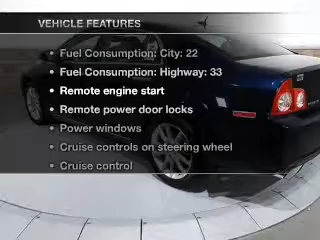 VEHICLE FEATURES
• Fuel Consumption: City: 22
• Fuel Consumption: Highway: 33
• Remote engine start
• Remote power door locks
• Power windows
• Cruise controls on steering wheel
• Cruise control